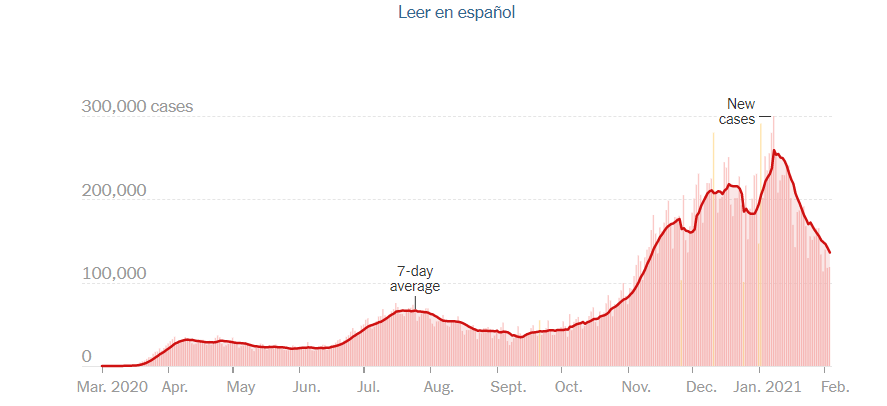 Leer en español
300,000 cases
New
cases
200,000
7-day
average
100,000
0
Mar. 2020 Apr. May Jun. Jul. Aug. Sept. Oct. Nov. Dec. Jan. 2021 Feb.